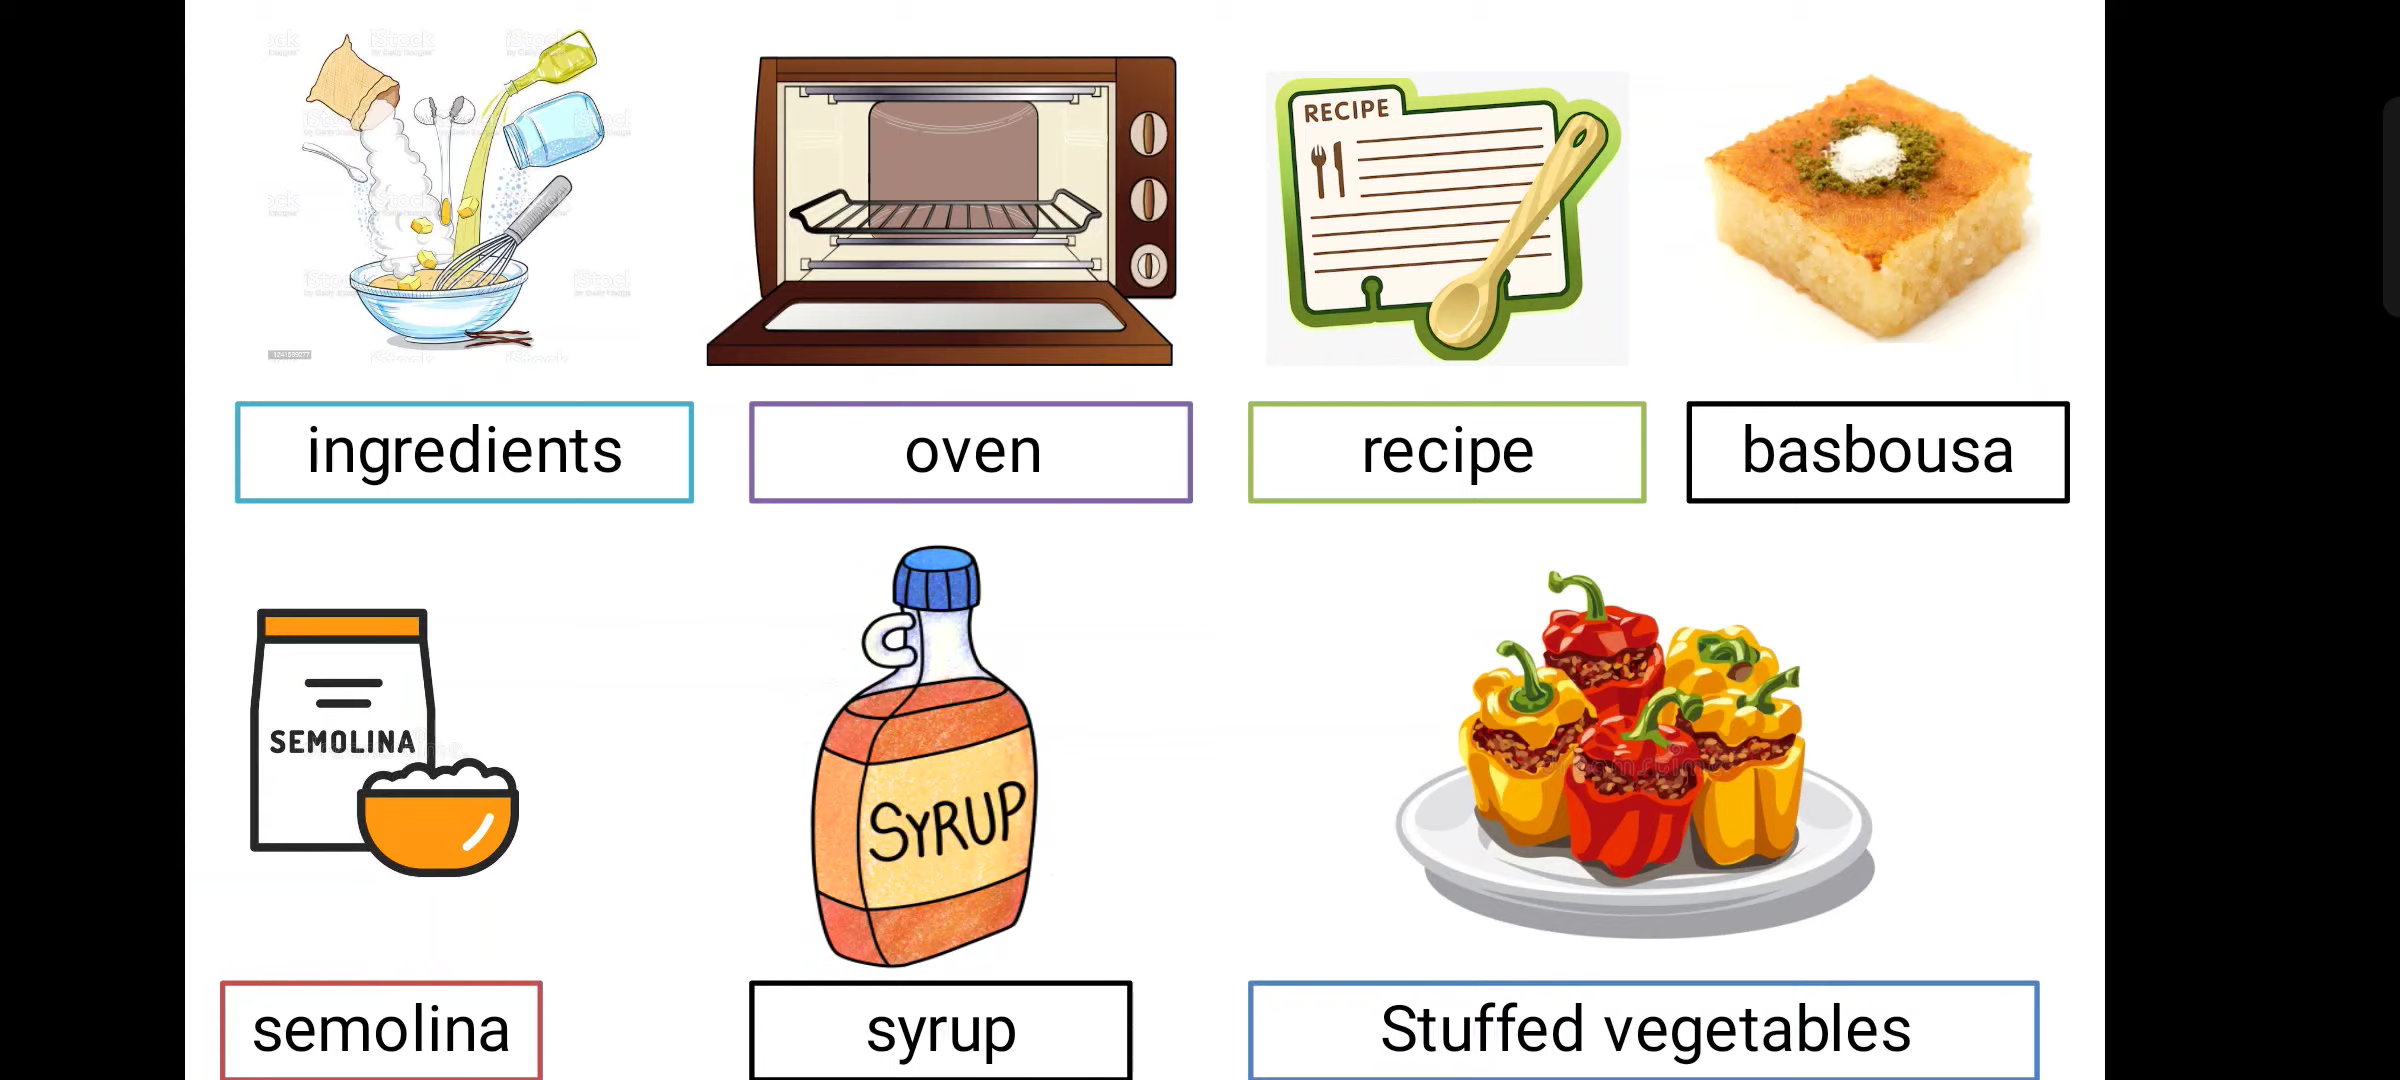 RECIPE
ingredients
oven
recipe
basbousa
SEMOLINA
SYRUP
semolina
syrup
Stuffed vegetables